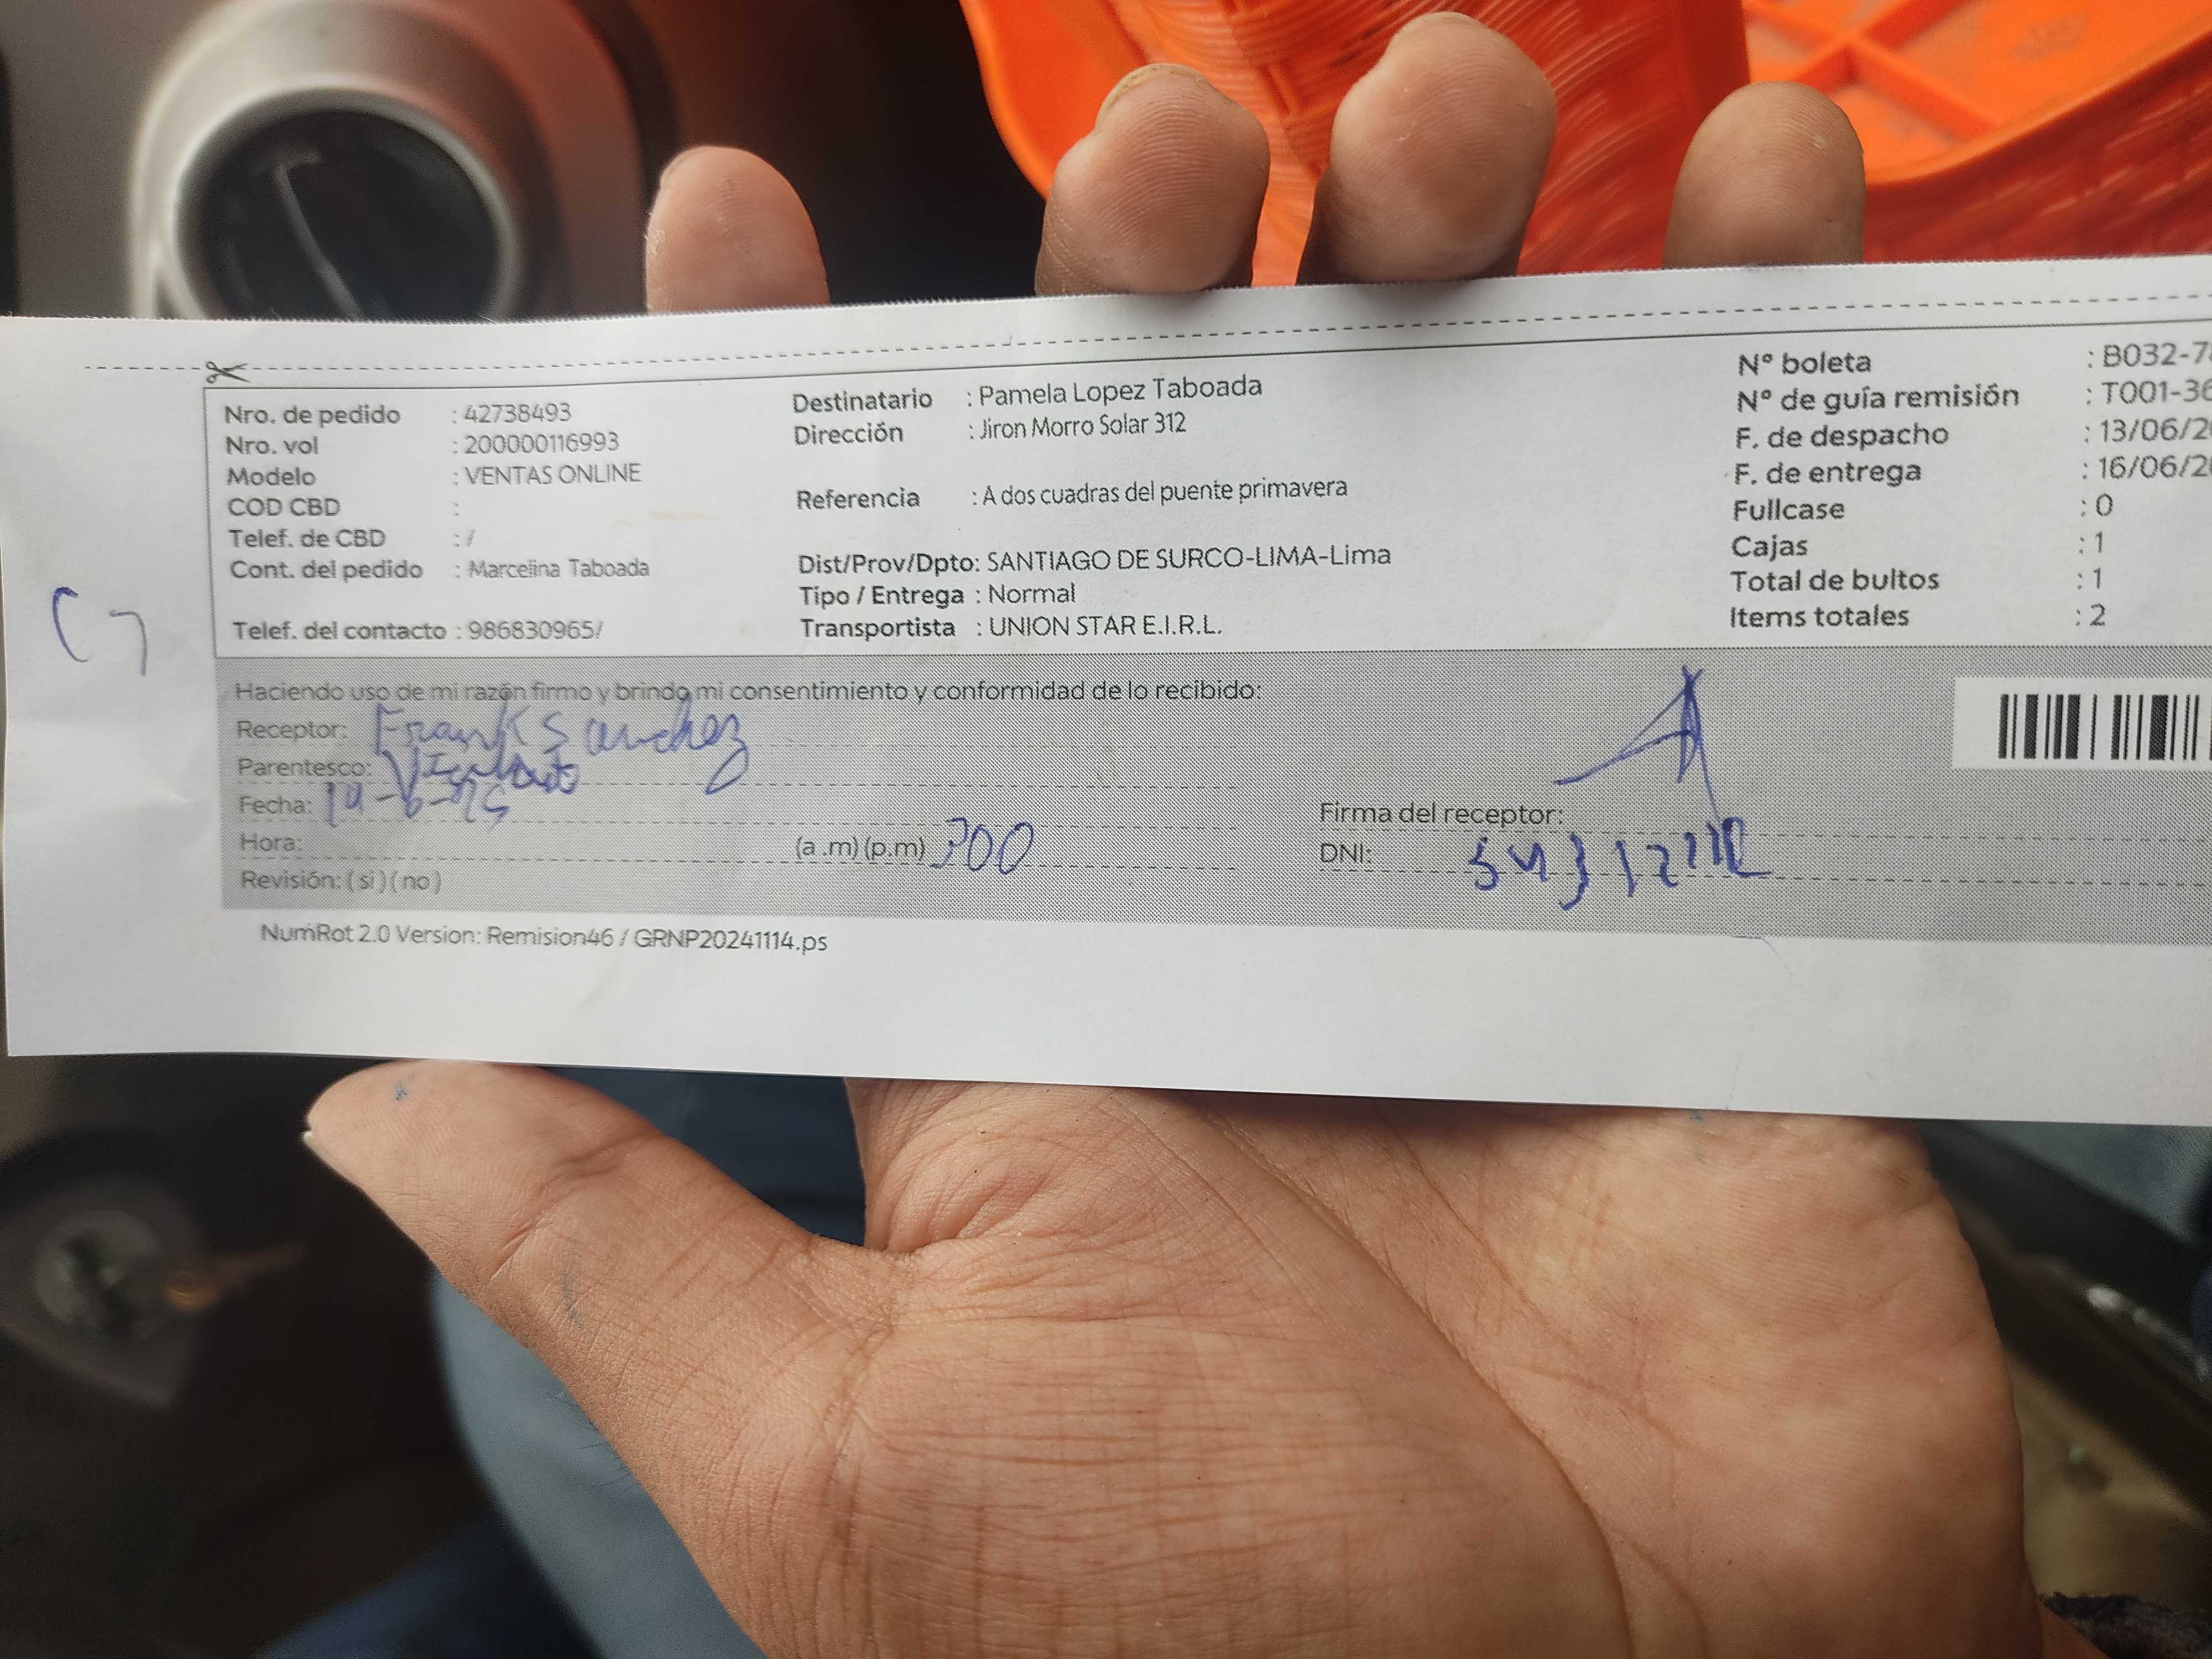 Nro. de pedido : 42738493
Nro. vol : 200000116993
Modelo : VENTAS ONLINE
COD CBD :
Telef. de CBD : /
Cont. del pedido : Marcelina Taboada
Telef. del contacto : 986830965/
Destinatario : Pamela Lopez Taboada
Dirección : Jiron Morro Solar 312
Referencia : A dos cuadras del puente primavera
Dist/Prov/Dpto: SANTIAGO DE SURCO-LIMA-Lima
Tipo / Entrega : Normal
Transportista : UNION STAR E.I.R.L.
Nº boleta : B032-7
Nº de guía remisión : T001-36
F. de despacho : 13/06/2
F. de entrega : 16/06/2
Fullcase : 0
Cajas : 1
Total de bultos : 1
Items totales : 2
Haciendo uso de mi razón firmo y brindo mi consentimiento y conformidad de lo recibido:
Receptor: Frank Sanchez
Parentesco:
Fecha:
Hora: (a.m) (p.m) 300
Revisión: ( si ) ( no )
Firma del receptor:
DNI:
NumRot 2.0 Version: Remision46 / GRNP20241114.ps